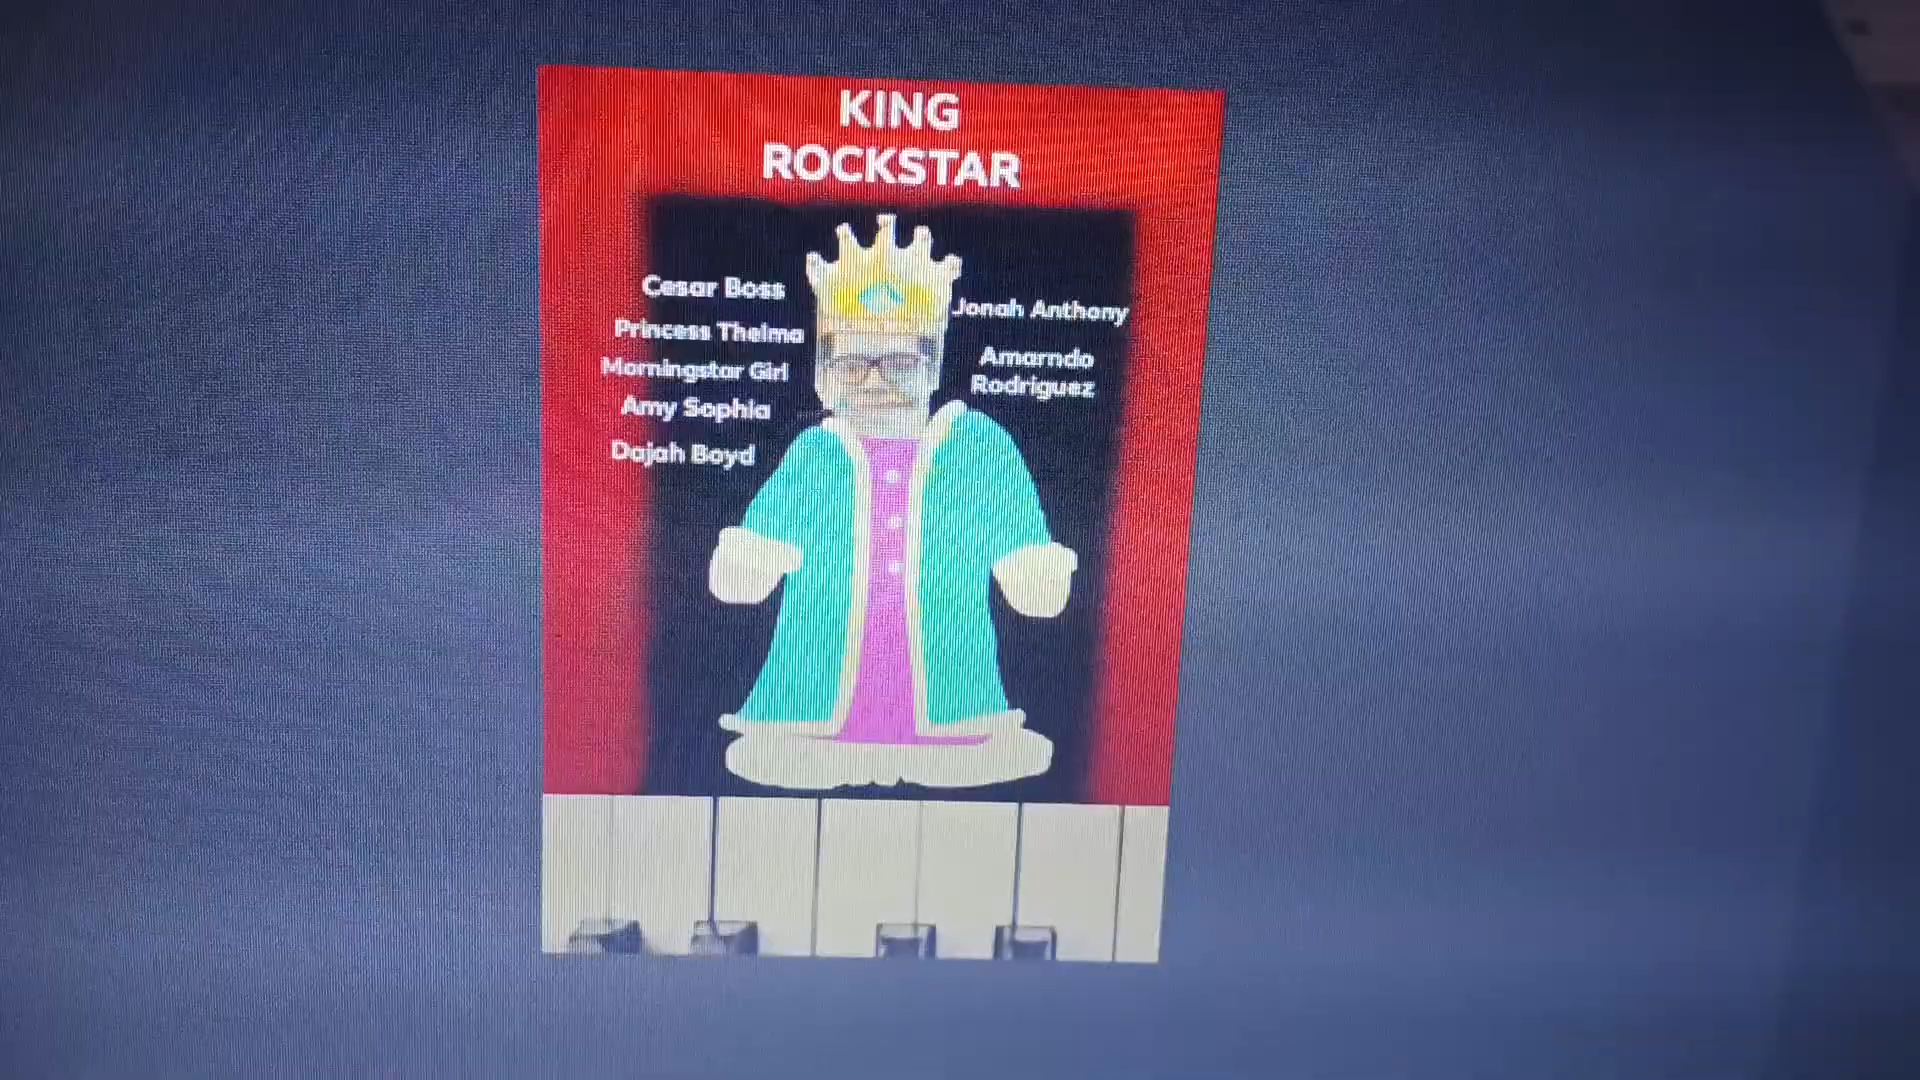 KING
ROCKSTAR
Cesar Boss
Princess Thelma
Morningstar Girl
Amy Sophia
Dajah Boyd
Jonah Anthony
Amarndo
Rodriguez